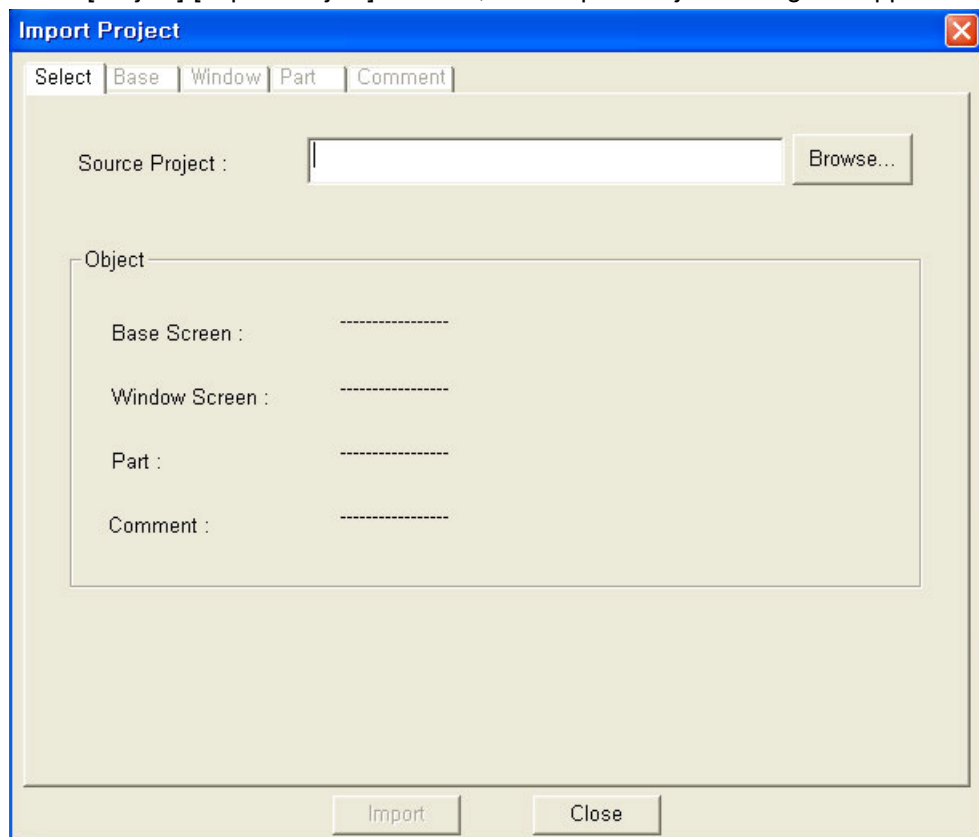 Import Project
Select Base Window Part Comment
Source Project : Browse...
Object
Base Screen : -----------------
Window Screen : -----------------
Part : -----------------
Comment : -----------------
Import Close